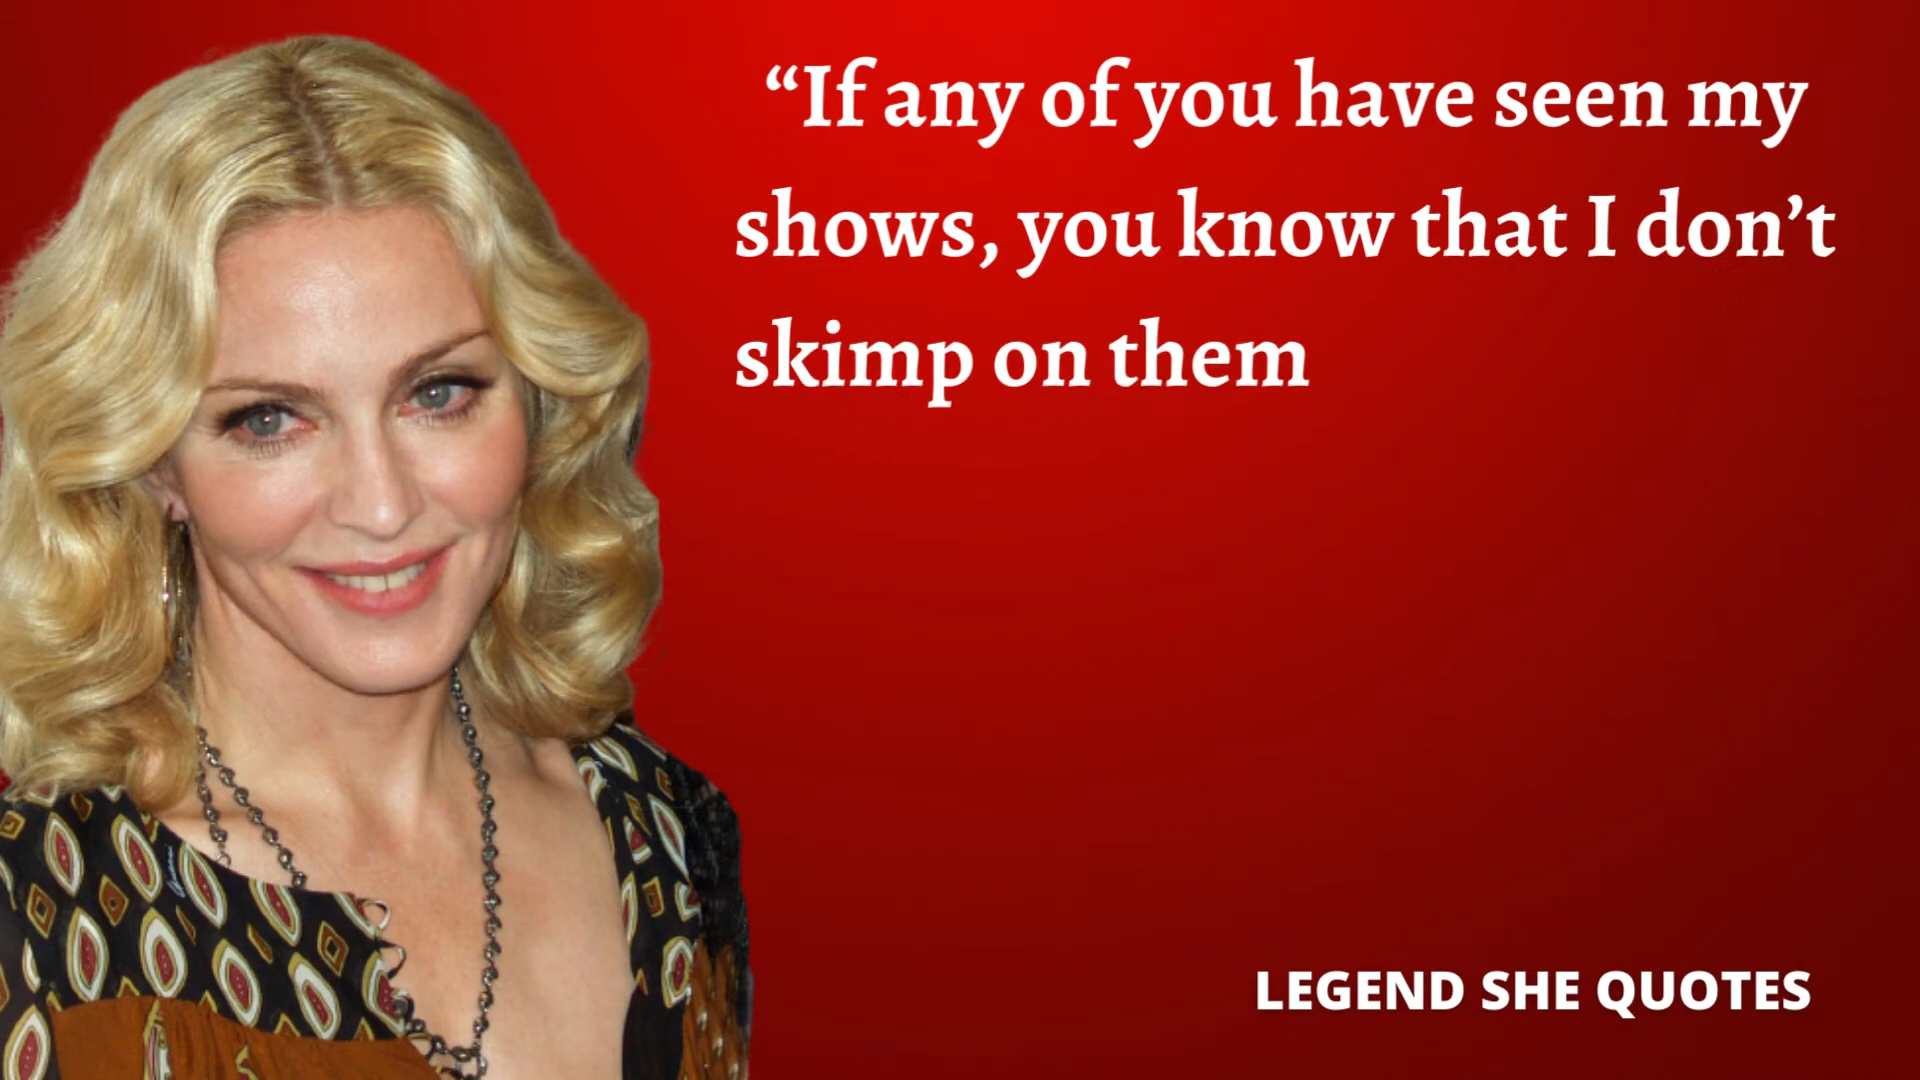 “If any of you have seen my
shows, you know that I don’t
skimp on them
LEGEND SHE QUOTES